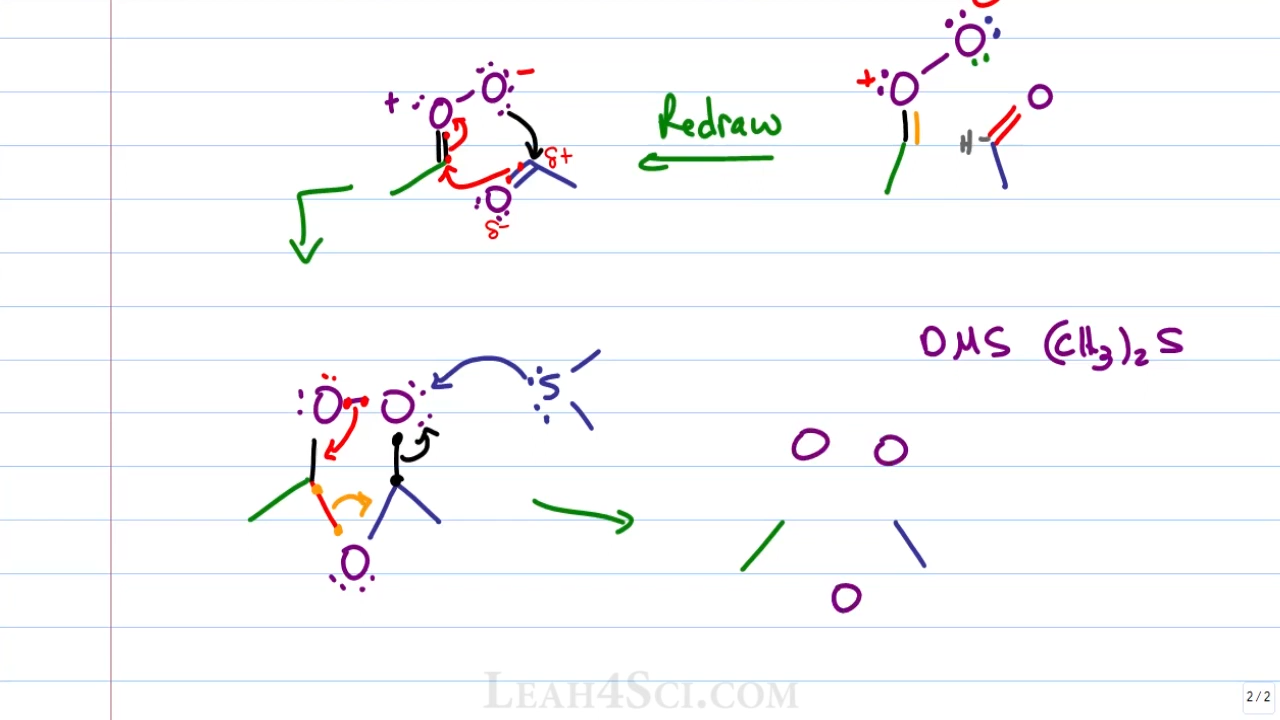 O
+ O
O
+ O –
O
H
Redraw
δ+
O
δ-
DMS (CH3)2S
O O S
O O
O
O
LEAH4SCI.COM
2 / 2